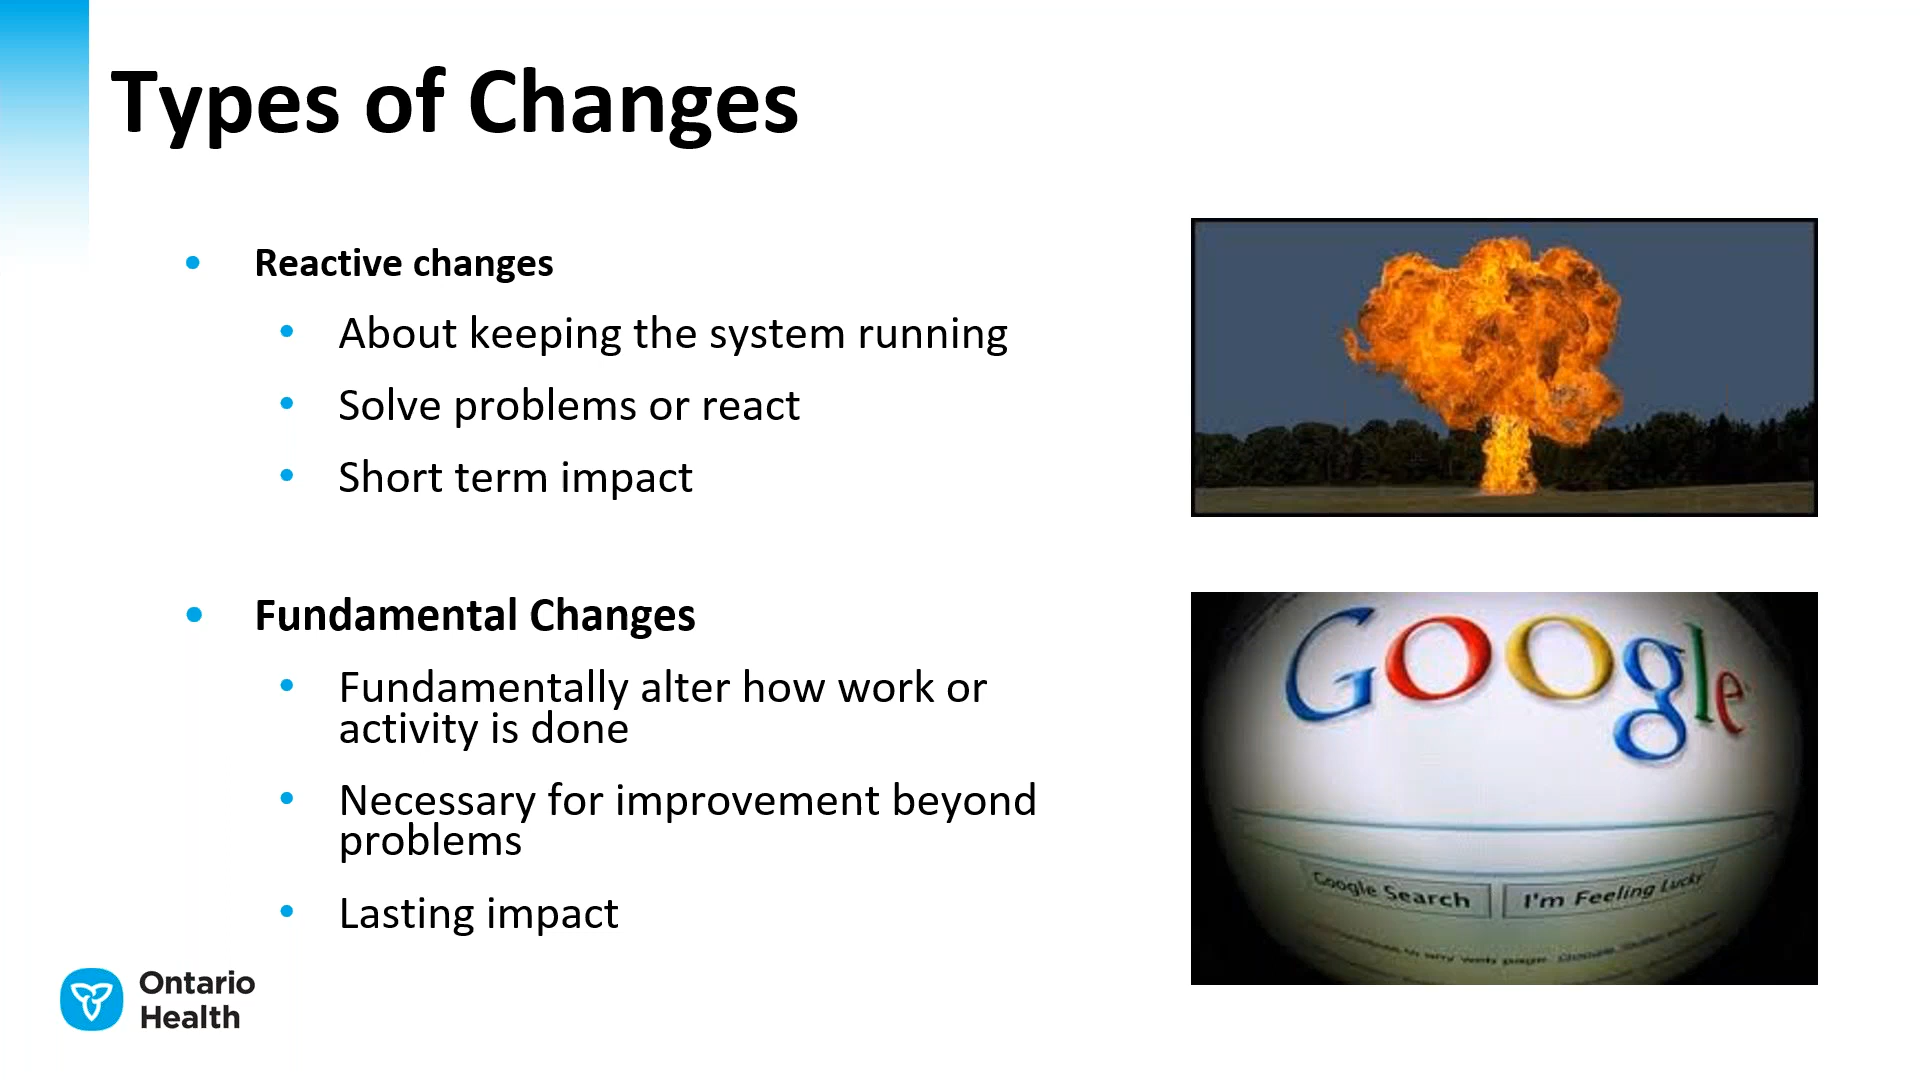 Types of Changes
• Reactive changes
• About keeping the system running
• Solve problems or react
• Short term impact
• Fundamental Changes
• Fundamentally alter how work or
activity is done
• Necessary for improvement beyond
problems
• Lasting impact
Google
Google Search
I'm Feeling Lucky
web page
Ontario
Health